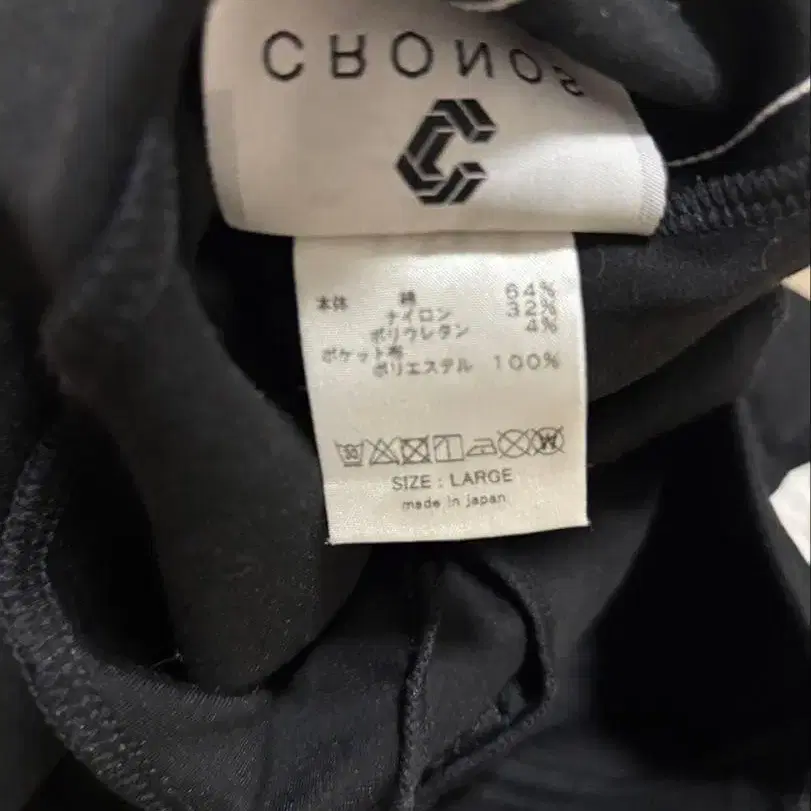 CRONOS
本体 綿 64%
ナイロン 32%
ポリウレタン 4%
ポケット布
ポリエステル 100%
30 W
SIZE : LARGE
made in japan